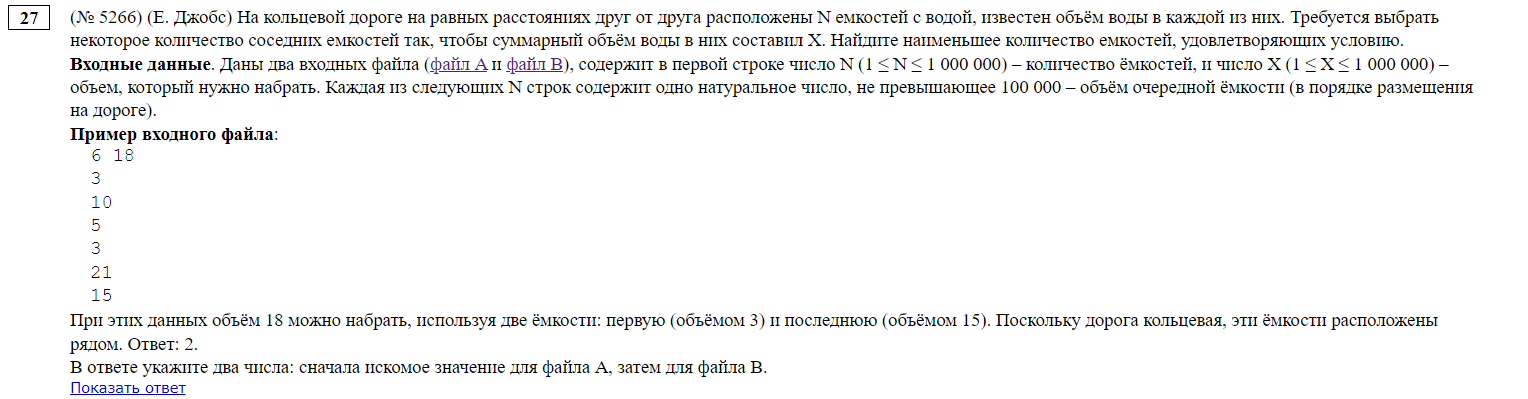 27 (№ 5266) (Е. Джобс) На кольцевой дороге на равных расстояниях друг от друга расположены N емкостей с водой, известен объём воды в каждой из них. Требуется выбрать
некоторое количество соседних емкостей так, чтобы суммарный объём воды в них составил X. Найдите наименьшее количество емкостей, удовлетворяющих условию.
Входные данные. Даны два входных файла (файл A и файл B), содержит в первой строке число N (1 ≤ N ≤ 1 000 000) – количество ёмкостей, и число X (1 ≤ X ≤ 1 000 000) –
объем, который нужно набрать. Каждая из следующих N строк содержит одно натуральное число, не превышающее 100 000 – объём очередной ёмкости (в порядке размещения
на дороге).
Пример входного файла:
6 18
3
10
5
3
21
15
При этих данных объём 18 можно набрать, используя две ёмкости: первую (объёмом 3) и последнюю (объёмом 15). Поскольку дорога кольцевая, эти ёмкости расположены
рядом. Ответ: 2.
В ответе укажите два числа: сначала искомое значение для файла А, затем для файла B.
Показать ответ